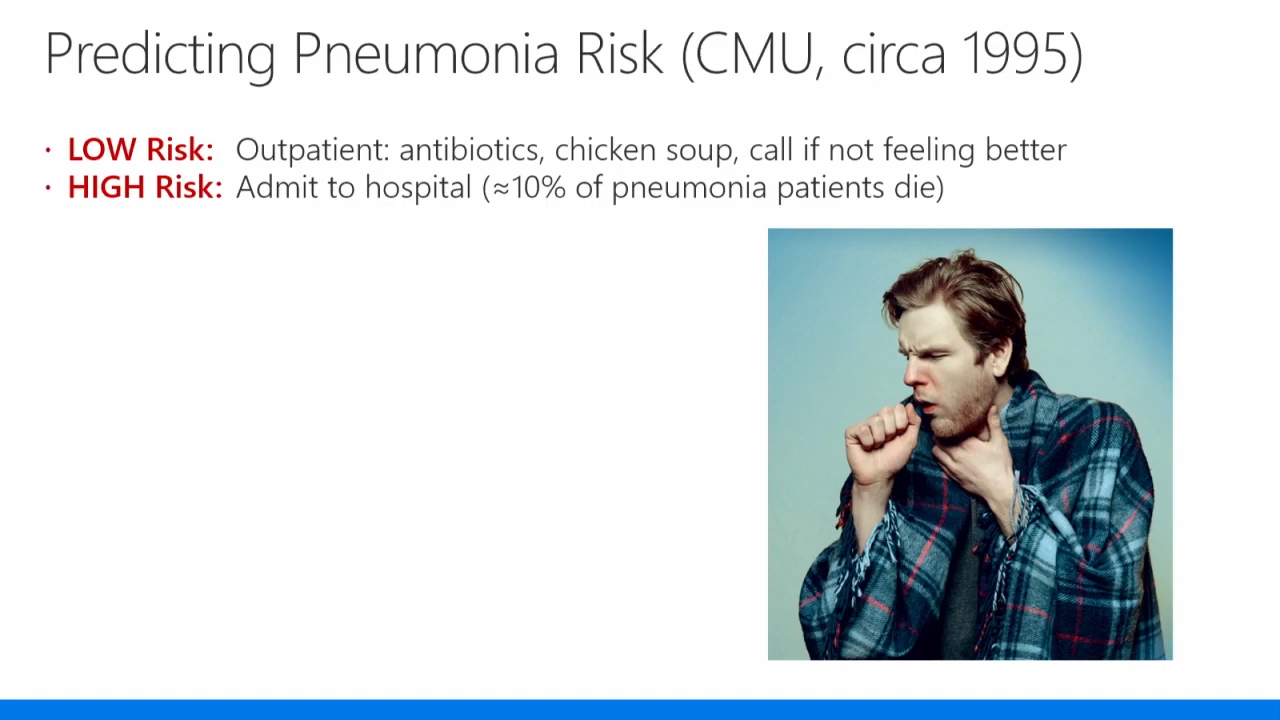 Predicting Pneumonia Risk (CMU, circa 1995)
· LOW Risk: Outpatient: antibiotics, chicken soup, call if not feeling better
· HIGH Risk: Admit to hospital (≈10% of pneumonia patients die)